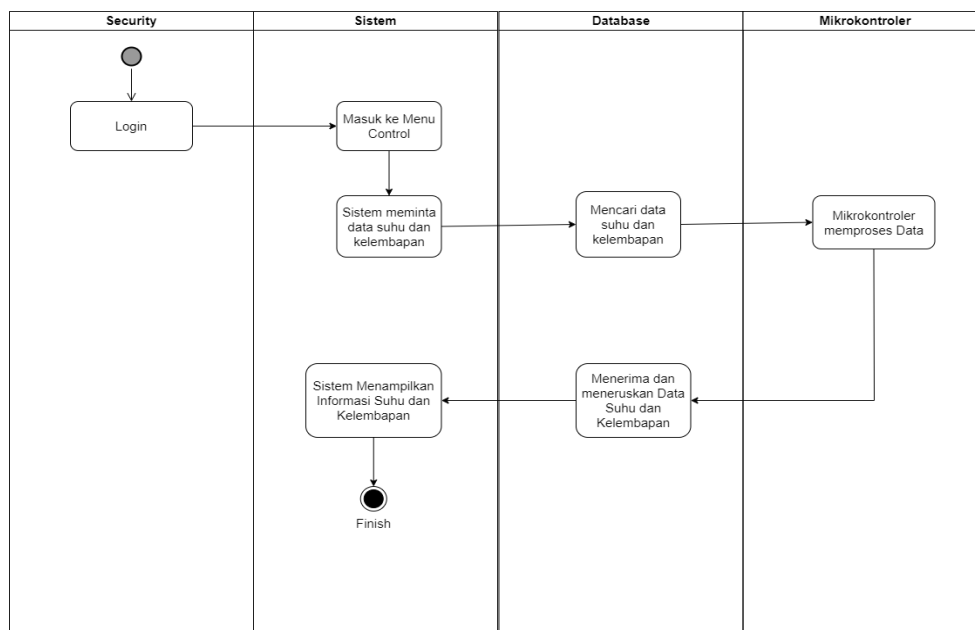 Security
Sistem
Database
Mikrokontroler
Login
Masuk ke Menu
Control
Sistem meminta
data suhu dan
kelembapan
Mencari data
suhu dan
kelembapan
Mikrokontroler
memproses Data
Sistem Menampilkan
Informasi Suhu dan
Kelembapan
Menerima dan
meneruskan Data
Suhu dan
Kelembapan
Finish